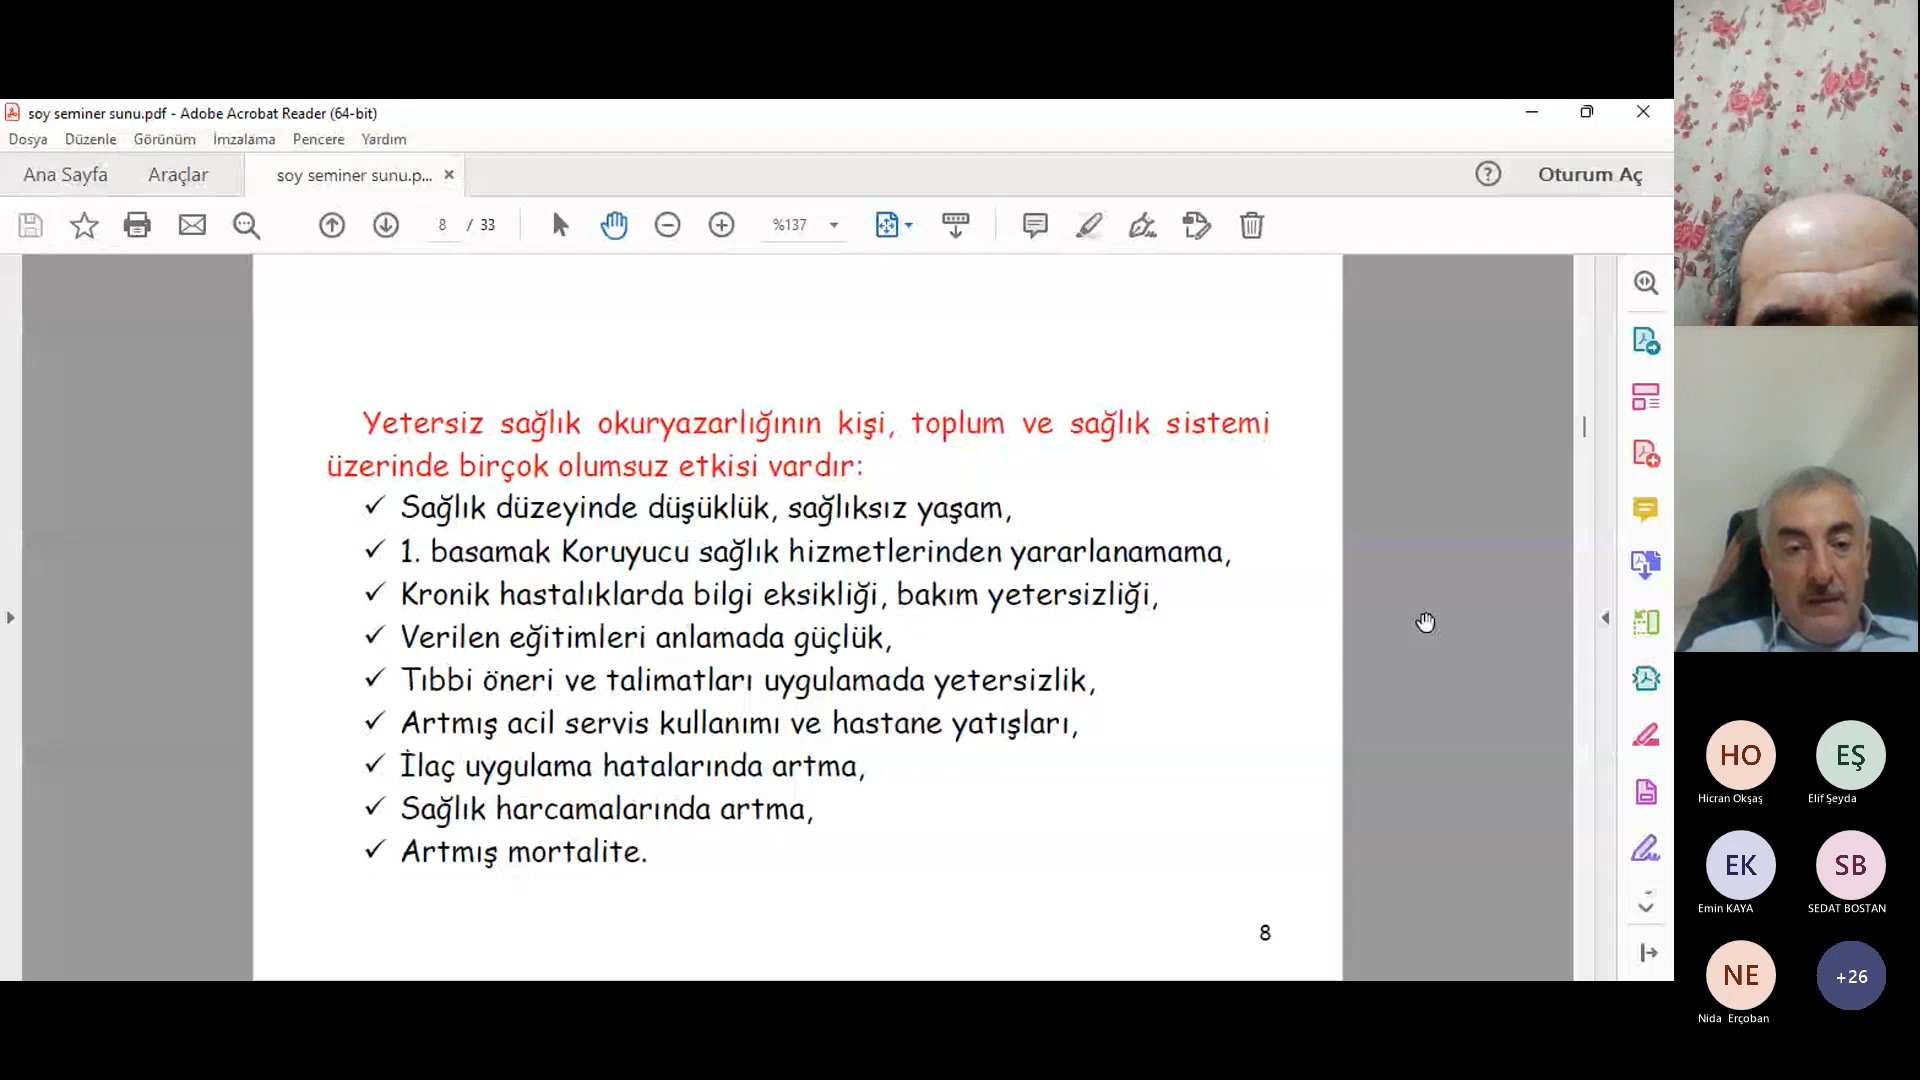 soy seminer sunu.pdf - Adobe Acrobat Reader (64-bit)
Dosya Düzenle Görünüm İmzalama Pencere Yardım
Ana Sayfa Araçlar soy seminer sunu.p... Oturum Aç
8 / 33 %137
Yetersiz sağlık okuryazarlığının kişi, toplum ve sağlık sistemi
üzerinde birçok olumsuz etkisi vardır:
✓ Sağlık düzeyinde düşüklük, sağlıksız yaşam,
✓ 1. basamak Koruyucu sağlık hizmetlerinden yararlanamama,
✓ Kronik hastalıklarda bilgi eksikliği, bakım yetersizliği,
✓ Verilen eğitimleri anlamada güçlük,
✓ Tıbbi öneri ve talimatları uygulamada yetersizlik,
✓ Artmış acil servis kullanımı ve hastane yatışları,
✓ İlaç uygulama hatalarında artma,
✓ Sağlık harcamalarında artma,
✓ Artmış mortalite.
8
HO EŞ
Hicran Okşaş Elif Şeyda
EK SB
Emin KAYA SEDAT BOSTAN
NE +26
Nida Erçoban